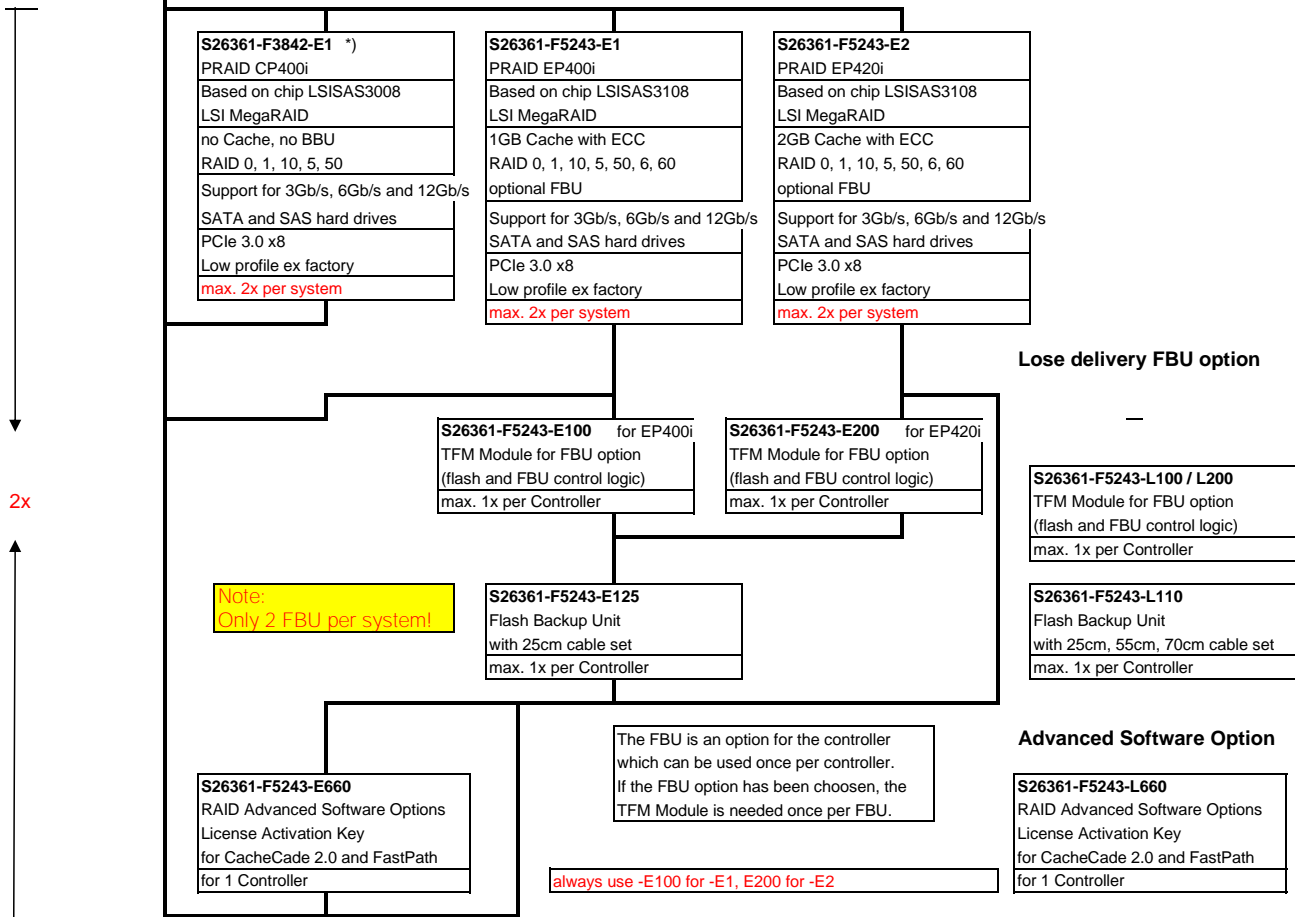 S26361-F3842-E1 *)
PRAID CP400i
Based on chip LSISAS3008
LSI MegaRAID
no Cache, no BBU
RAID 0, 1, 10, 5, 50
Support for 3Gb/s, 6Gb/s and 12Gb/s
SATA and SAS hard drives
PCIe 3.0 x8
Low profile ex factory
max. 2x per system
S26361-F5243-E1
PRAID EP400i
Based on chip LSISAS3108
LSI MegaRAID
1GB Cache with ECC
RAID 0, 1, 10, 5, 50, 6, 60
optional FBU
Support for 3Gb/s, 6Gb/s and 12Gb/s
SATA and SAS hard drives
PCIe 3.0 x8
Low profile ex factory
max. 2x per system
S26361-F5243-E2
PRAID EP420i
Based on chip LSISAS3108
LSI MegaRAID
2GB Cache with ECC
RAID 0, 1, 10, 5, 50, 6, 60
optional FBU
Support for 3Gb/s, 6Gb/s and 12Gb/s
SATA and SAS hard drives
PCIe 3.0 x8
Low profile ex factory
max. 2x per system
Lose delivery FBU option
2x
S26361-F5243-E100 for EP400i
TFM Module for FBU option
(flash and FBU control logic)
max. 1x per Controller
S26361-F5243-E200 for EP420i
TFM Module for FBU option
(flash and FBU control logic)
max. 1x per Controller
S26361-F5243-L100 / L200
TFM Module for FBU option
(flash and FBU control logic)
max. 1x per Controller
Note:
Only 2 FBU per system!
S26361-F5243-E125
Flash Backup Unit
with 25cm cable set
max. 1x per Controller
S26361-F5243-L110
Flash Backup Unit
with 25cm, 55cm, 70cm cable set
max. 1x per Controller
The FBU is an option for the controller
which can be used once per controller.
If the FBU option has been choosen, the
TFM Module is needed once per FBU.
Advanced Software Option
S26361-F5243-E660
RAID Advanced Software Options
License Activation Key
for CacheCade 2.0 and FastPath
for 1 Controller
S26361-F5243-L660
RAID Advanced Software Options
License Activation Key
for CacheCade 2.0 and FastPath
for 1 Controller
always use -E100 for -E1, E200 for -E2